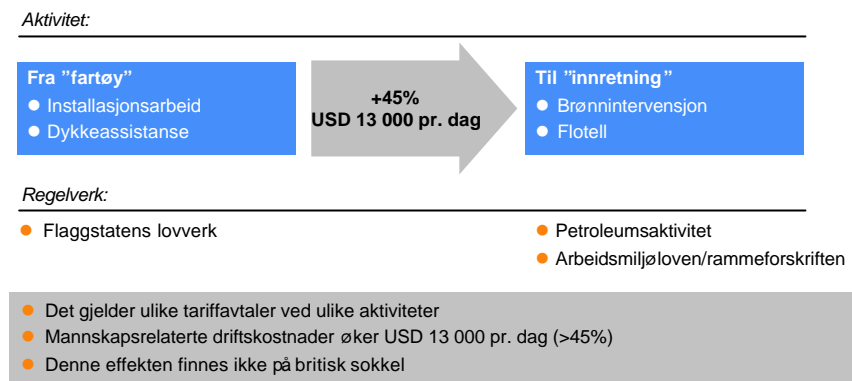 Aktivitet:
Fra "fartøy"
Installasjonsarbeid
Dykkeassistanse
+45%
USD 13 000 pr. dag
Til "innretning"
Brønnintervensjon
Flotell
Regelverk:
Flaggstatens lovverk
Petroleumsaktivitet
Arbeidsmiljøloven/rammeforskriften
Det gjelder ulike tariffavtaler ved ulike aktiviteter
Mannskapsrelaterte driftskostnader øker USD 13 000 pr. dag (>45%)
Denne effekten finnes ikke på britisk sokkel